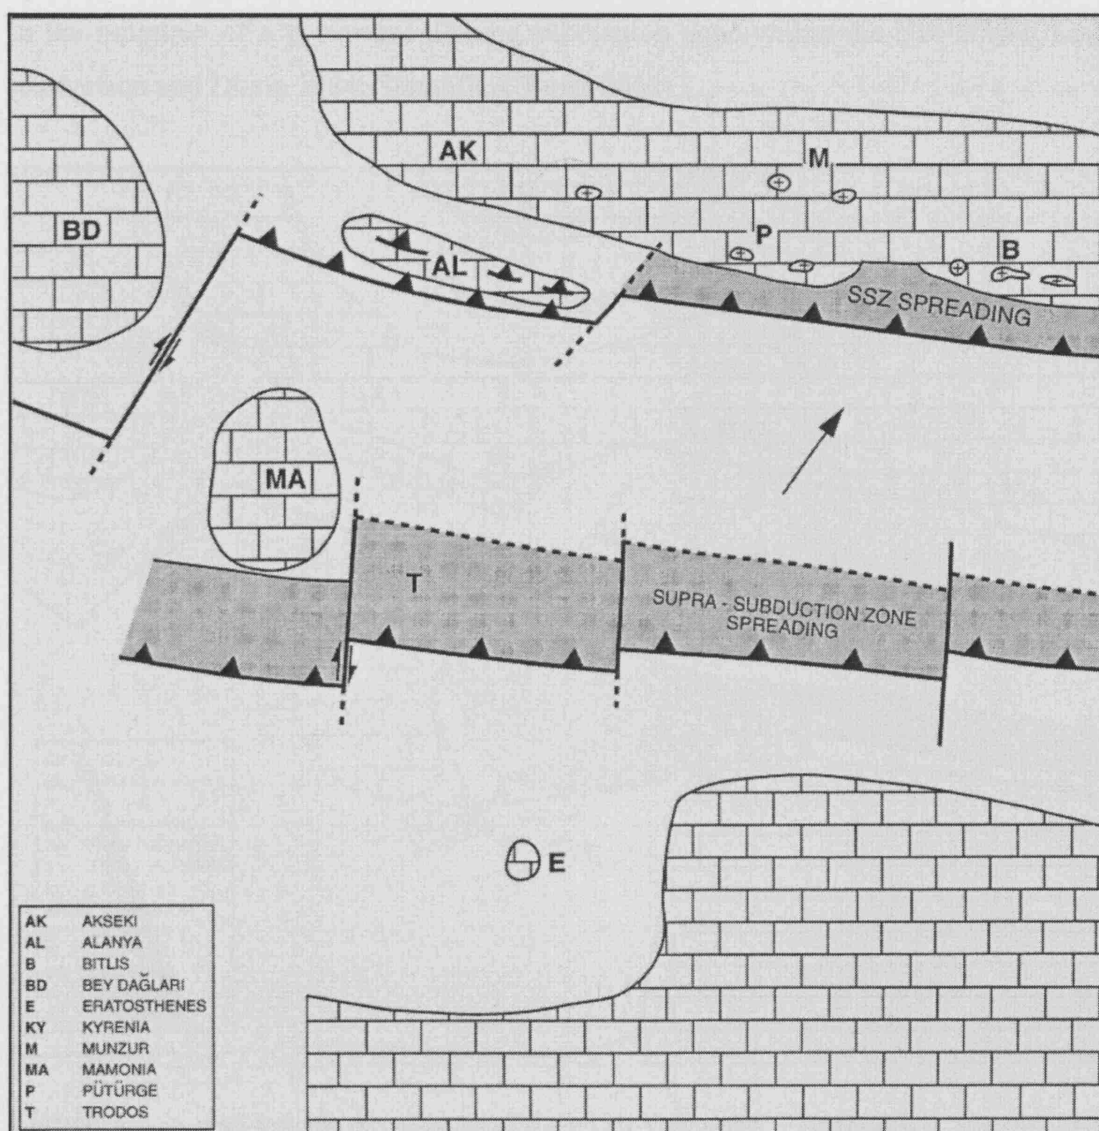 AK
M
BD
P
AL
B
SSZ SPREADING
MA
T
SUPRA - SUBDUCTION ZONE
SPREADING
E
AK AKSEKI
AL ALANYA
B BITLIS
BD BEY DAĞLARI
E ERATOSTHENES
KY KYRENIA
M MUNZUR
MA MAMONIA
P PÜTÜRGE
T TRODOS